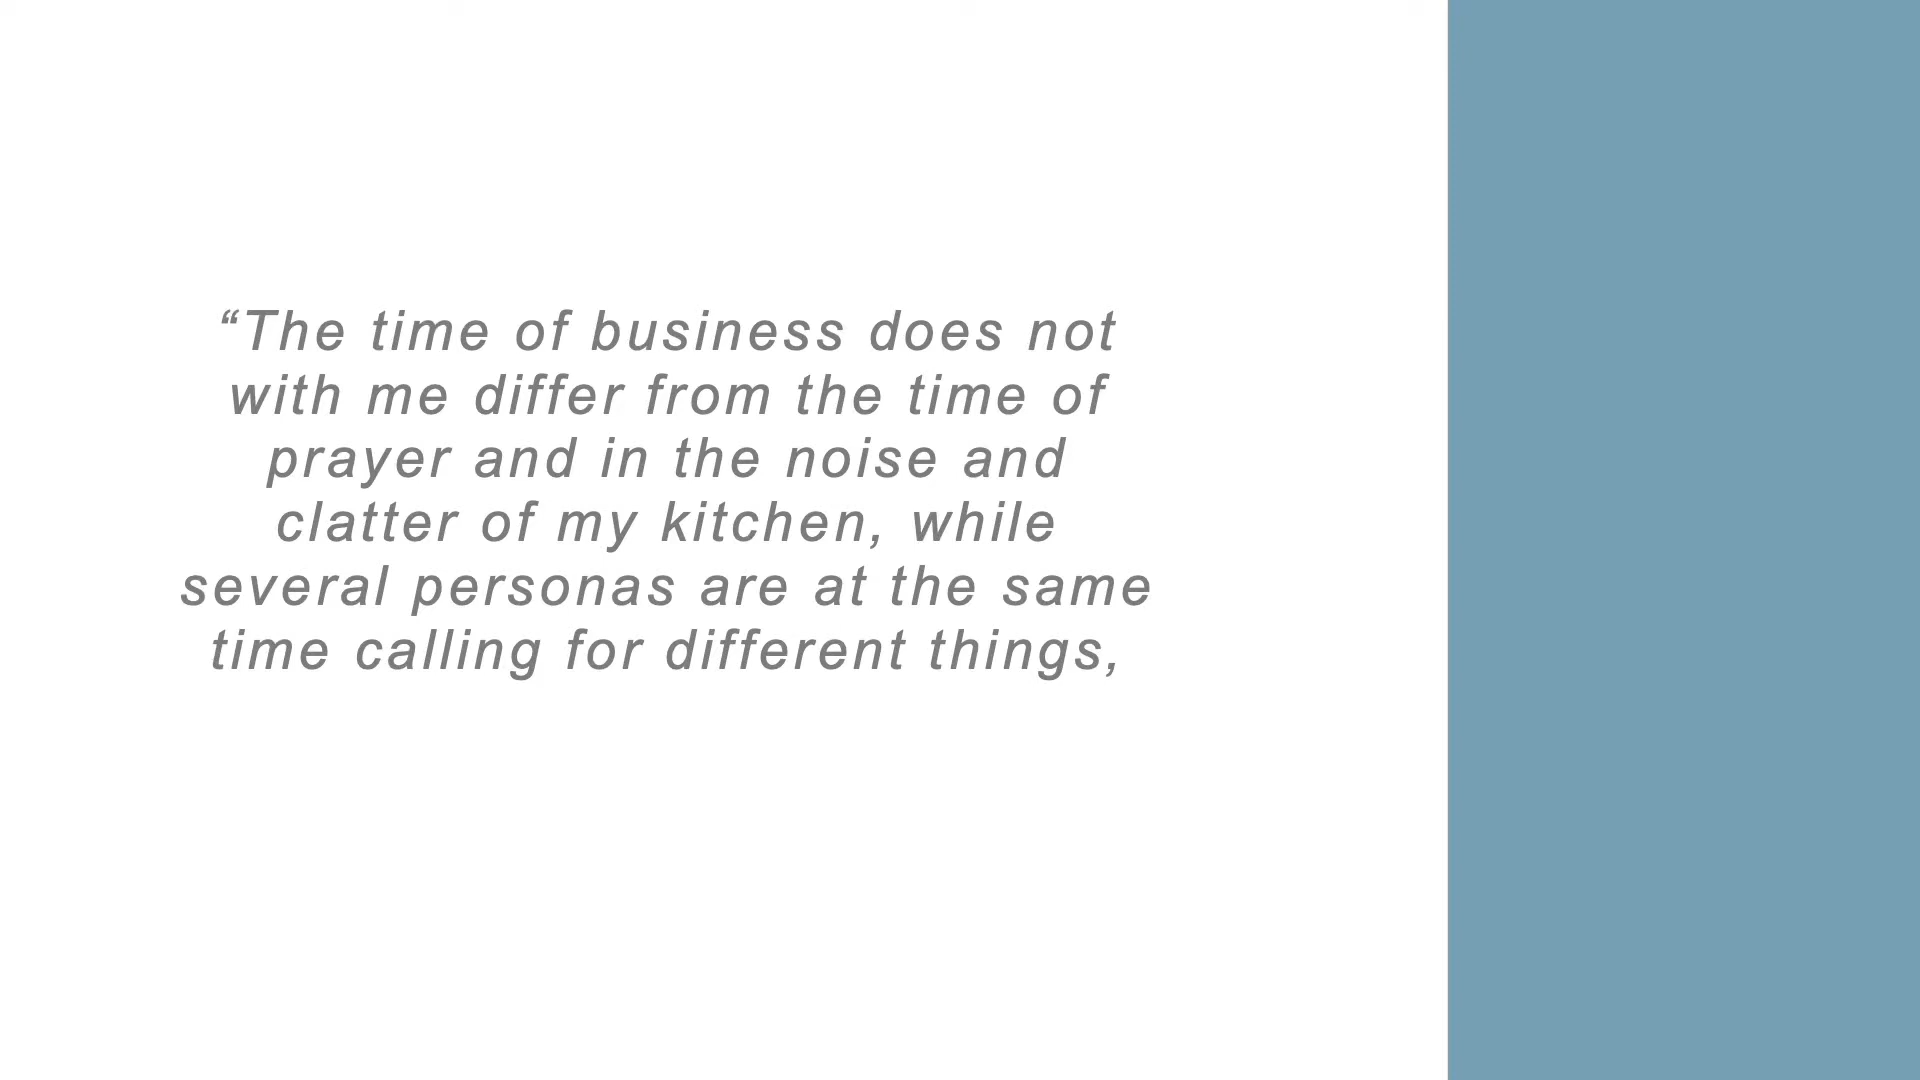 “The time of business does not
with me differ from the time of
prayer and in the noise and
clatter of my kitchen, while
several personas are at the same
time calling for different things,